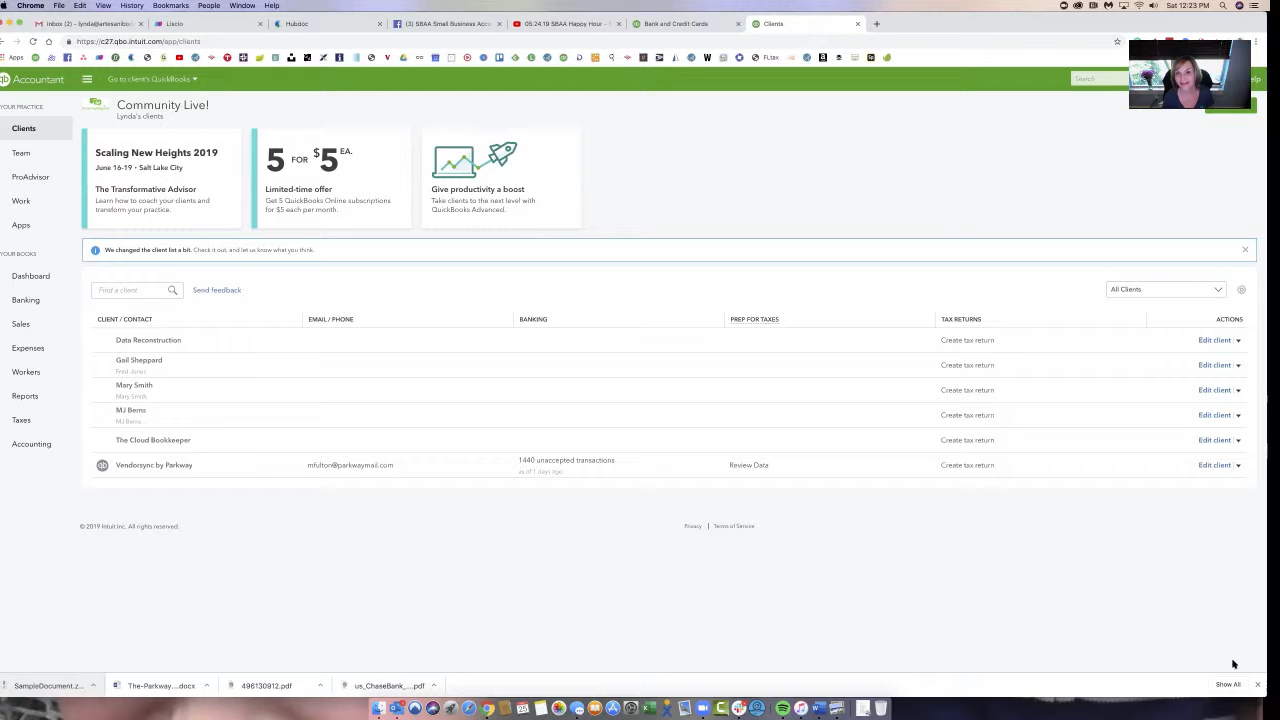 Chrome File Edit View History Bookmarks People Window Help
Sat 12:23 PM
Inbox (2) – lynda@artesanibo
Liscio
Hubdoc
(3) SBAA Small Business Acc
05.24.19 SBAA Happy Hour –
Bank and Credit Cards
Clients
https://c27.qbo.intuit.com/app/clients
Apps
FLtax
Accountant
Go to client's QuickBooks
YOUR PRACTICE
Clients
Team
ProAdvisor
Work
Apps
YOUR BOOKS
Dashboard
Banking
Sales
Expenses
Workers
Reports
Taxes
Accounting
Community Live!
Lynda's clients
Scaling New Heights 2019
June 16-19 • Salt Lake City
The Transformative Advisor
Learn how to coach your clients and
transform your practice.
5 FOR $5 EA.
Limited-time offer
Get 5 QuickBooks Online subscriptions
for $5 each per month.
Give productivity a boost
Take clients to the next level with
QuickBooks Advanced.
We changed the client list a bit. Check it out, and let us know what you think.
Find a client
Send feedback
All Clients
CLIENT / CONTACT EMAIL / PHONE BANKING PREP FOR TAXES TAX RETURNS ACTIONS
Data Reconstruction Create tax return Edit client
Gail Sheppard Create tax return Edit client
Fred Jones
Mary Smith Create tax return Edit client
Mary Smith
MJ Berns Create tax return Edit client
MJ Berns
The Cloud Bookkeeper Create tax return Edit client
Vendorsync by Parkway mfulton@parkwaymail.com 1440 unaccepted transactions Review Data Create tax return Edit client
as of 1 days ago
© 2019 Intuit Inc. All rights reserved.
Privacy | Terms of Service
SampleDocument.z...
The-Parkway....docx
496130912.pdf
us_ChaseBank_....pdf
Show All